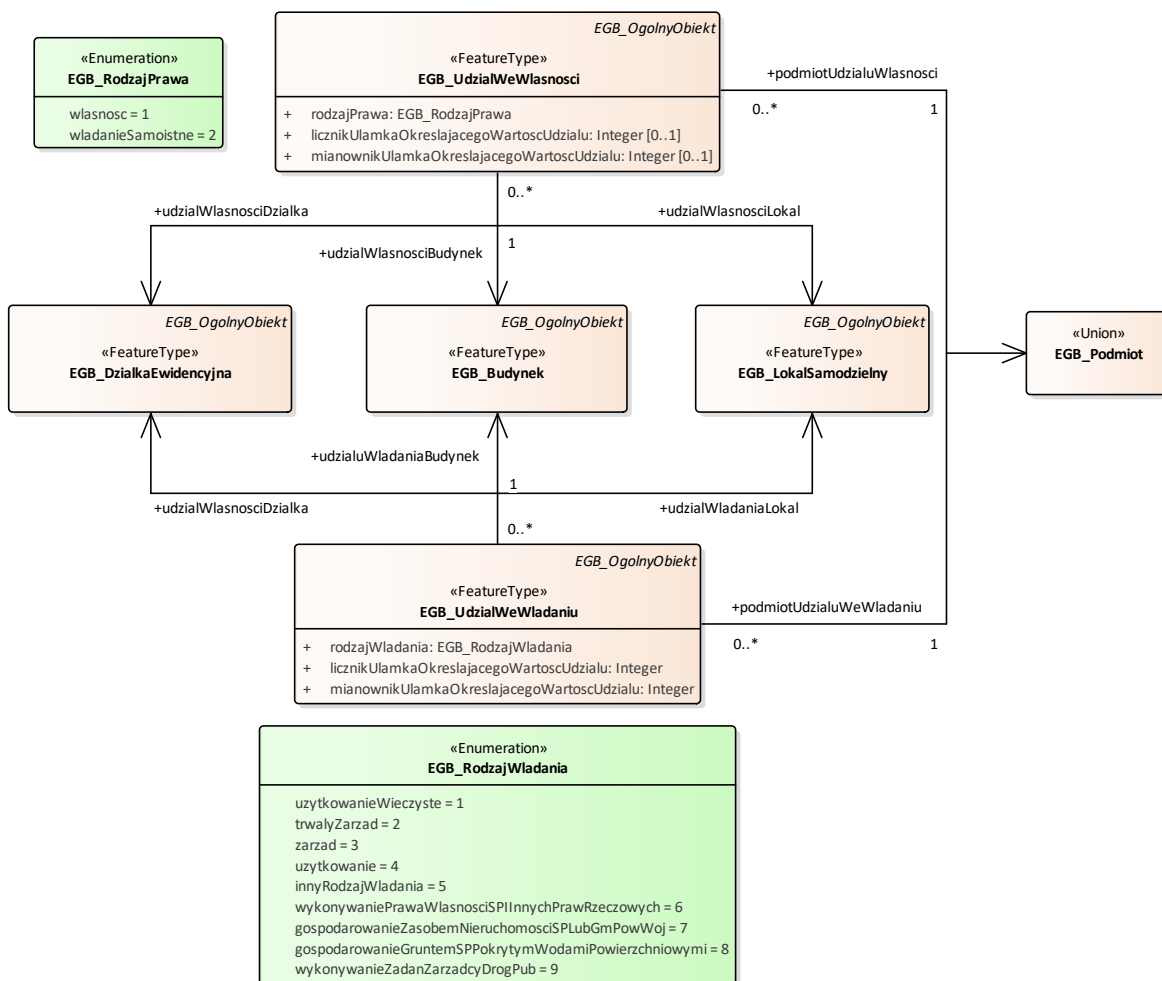 EGB_OgolnyObiekt
«FeatureType»
EGB_UdzialWeWlasnosci
+ rodzajPrawa: EGB_RodzajPrawa
+ licznikUlamkaOkreslajacegoWartoscUdzialu: Integer [0..1]
+ mianownikUlamkaOkreslajacegoWartoscUdzialu: Integer [0..1]
«Enumeration»
EGB_RodzajPrawa
wlasnosc = 1
wladanieSamoistne = 2
+podmiotUdzialuWlasnosci
0..*
1
0..*
+udzialWlasnosciDzialka
+udzialWlasnosciLokal
1
+udzialWlasnosciBudynek
EGB_OgolnyObiekt
«FeatureType»
EGB_DzialkaEwidencyjna
EGB_OgolnyObiekt
«FeatureType»
EGB_Budynek
EGB_OgolnyObiekt
«FeatureType»
EGB_LokalSamodzielny
«Union»
EGB_Podmiot
+udzialuWladaniaBudynek
1
+udzialWlasnosciDzialka
+udzialWladaniaLokal
0..*
EGB_OgolnyObiekt
«FeatureType»
EGB_UdzialWeWladaniu
+ rodzajWladania: EGB_RodzajWladania
+ licznikUlamkaOkreslajacegoWartoscUdzialu: Integer
+ mianownikUlamkaOkreslajacegoWartoscUdzialu: Integer
+podmiotUdzialuWeWladaniu
0..*
1
«Enumeration»
EGB_RodzajWladania
uzytkowanieWieczyste = 1
trwalyZarzad = 2
zarzad = 3
uzytkowanie = 4
innyRodzajWladania = 5
wykonywaniePrawaWlasnosciSPIInnychPrawRzeczowych = 6
gospodarowanieZasobemNieruchomosciSPLubGmPowWoj = 7
gospodarowanieGruntemSPPokrytymWodamiPowierzchniowymi = 8
wykonywanieZadanZarzadcyDrogPub = 9